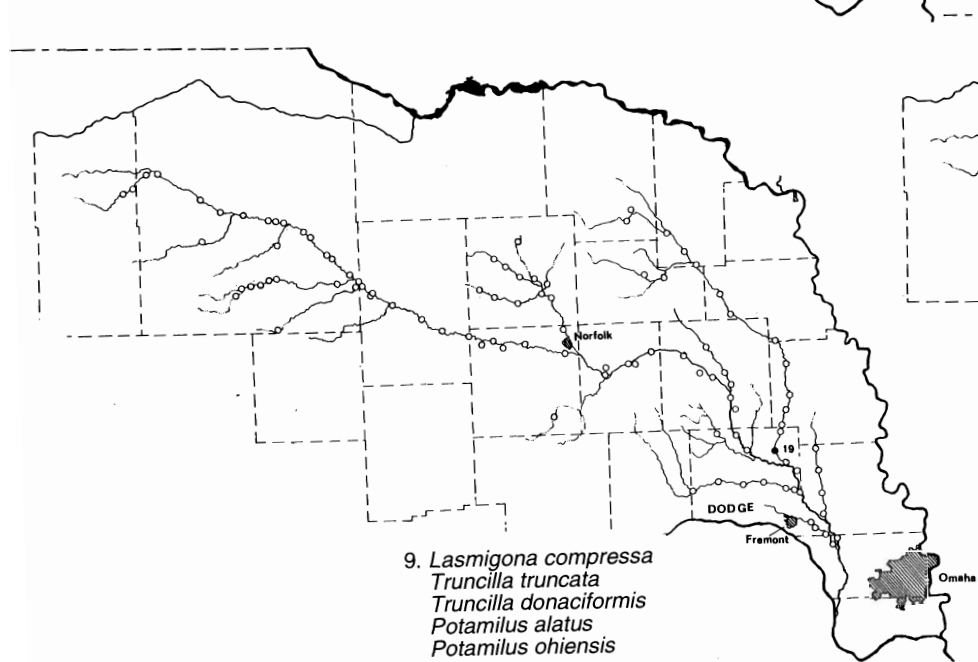 Norfolk
19
DODGE
Fremont
Omaha
9. Lasmigona compressa
Truncilla truncata
Truncilla donaciformis
Potamilus alatus
Potamilus ohiensis